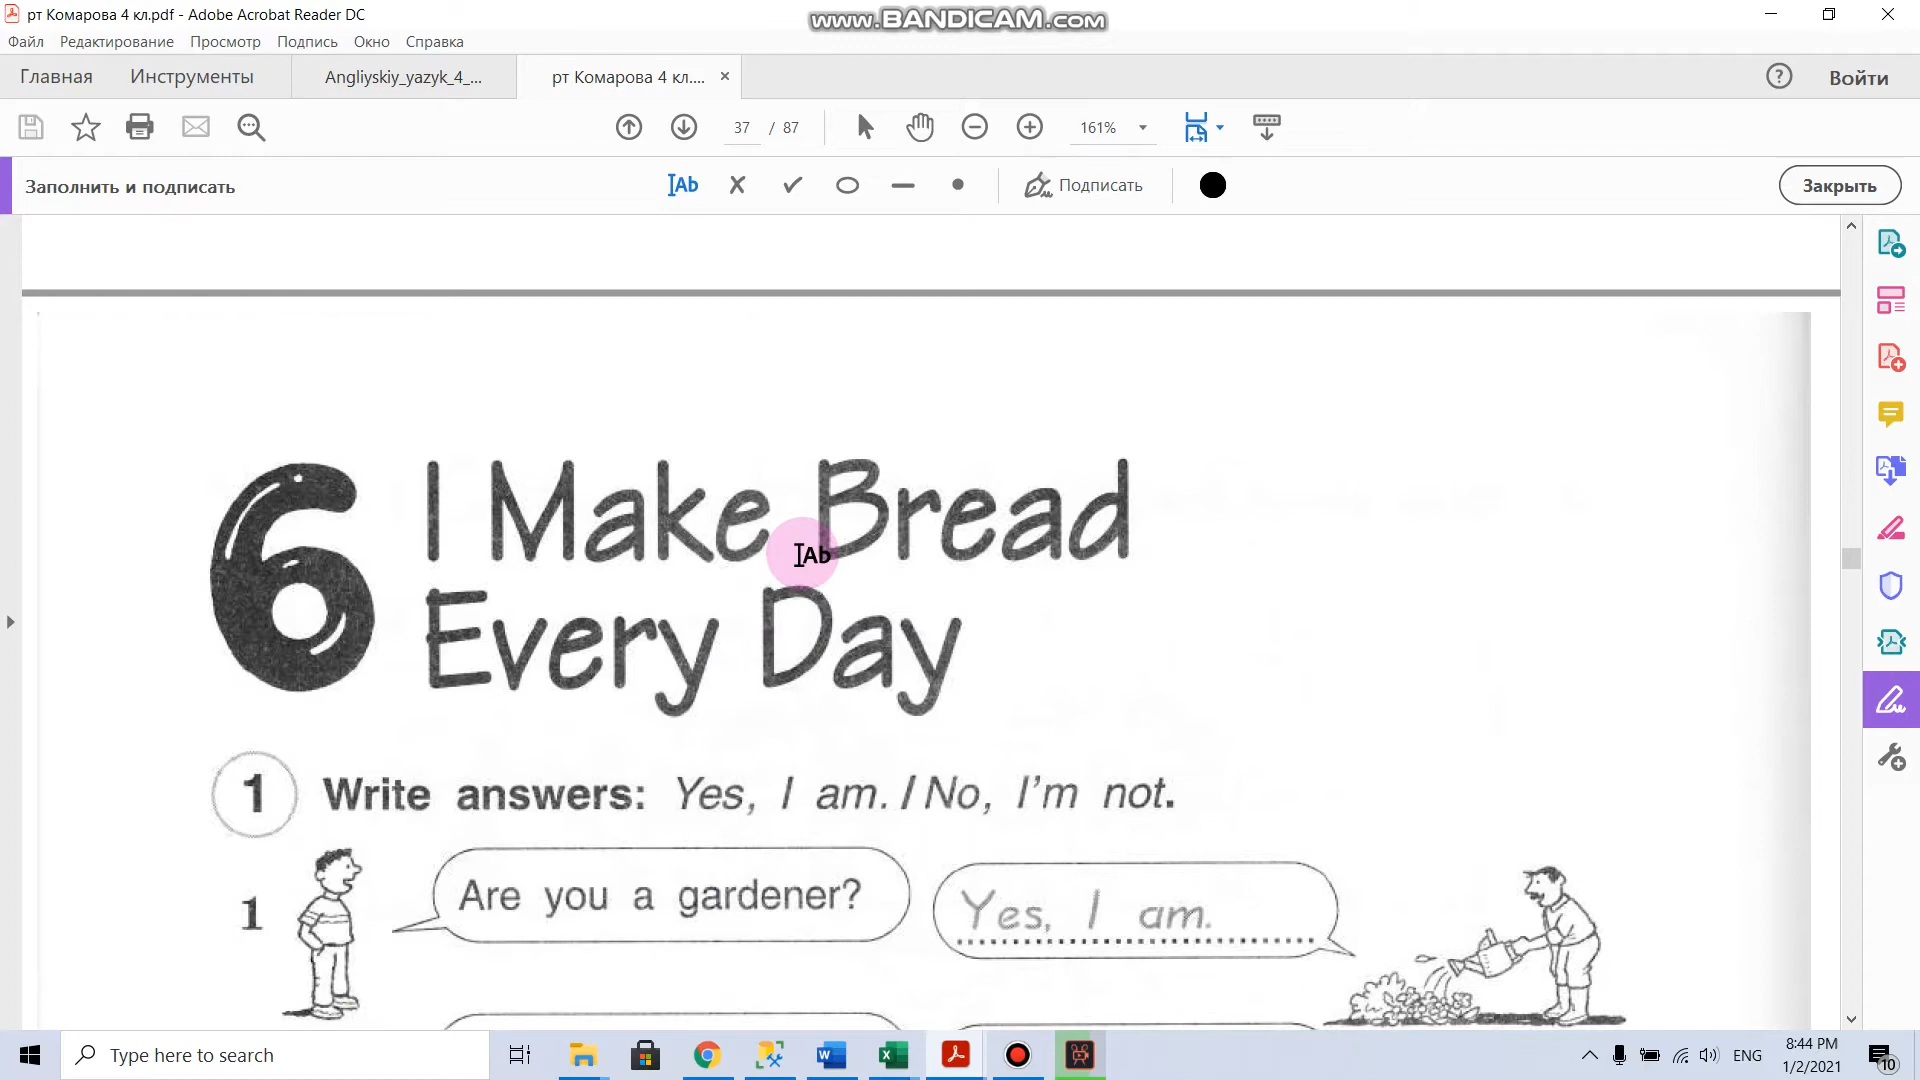 рт Комарова 4 кл.pdf - Adobe Acrobat Reader DC
www.BANDICAM.com
Файл Редактирование Просмотр Подпись Окно Справка
Главная Инструменты Angliyskiy_yazyk_4_... рт Комарова 4 кл.... × Войти
37 / 87 161%
Заполнить и подписать Ab Подписать Закрыть
6 I Make Bread
Ab
Every Day
1 Write answers: Yes, I am. / No, I'm not.
1 Are you a gardener? Yes, I am.
Type here to search ENG 8:44 PM
1/2/2021 10